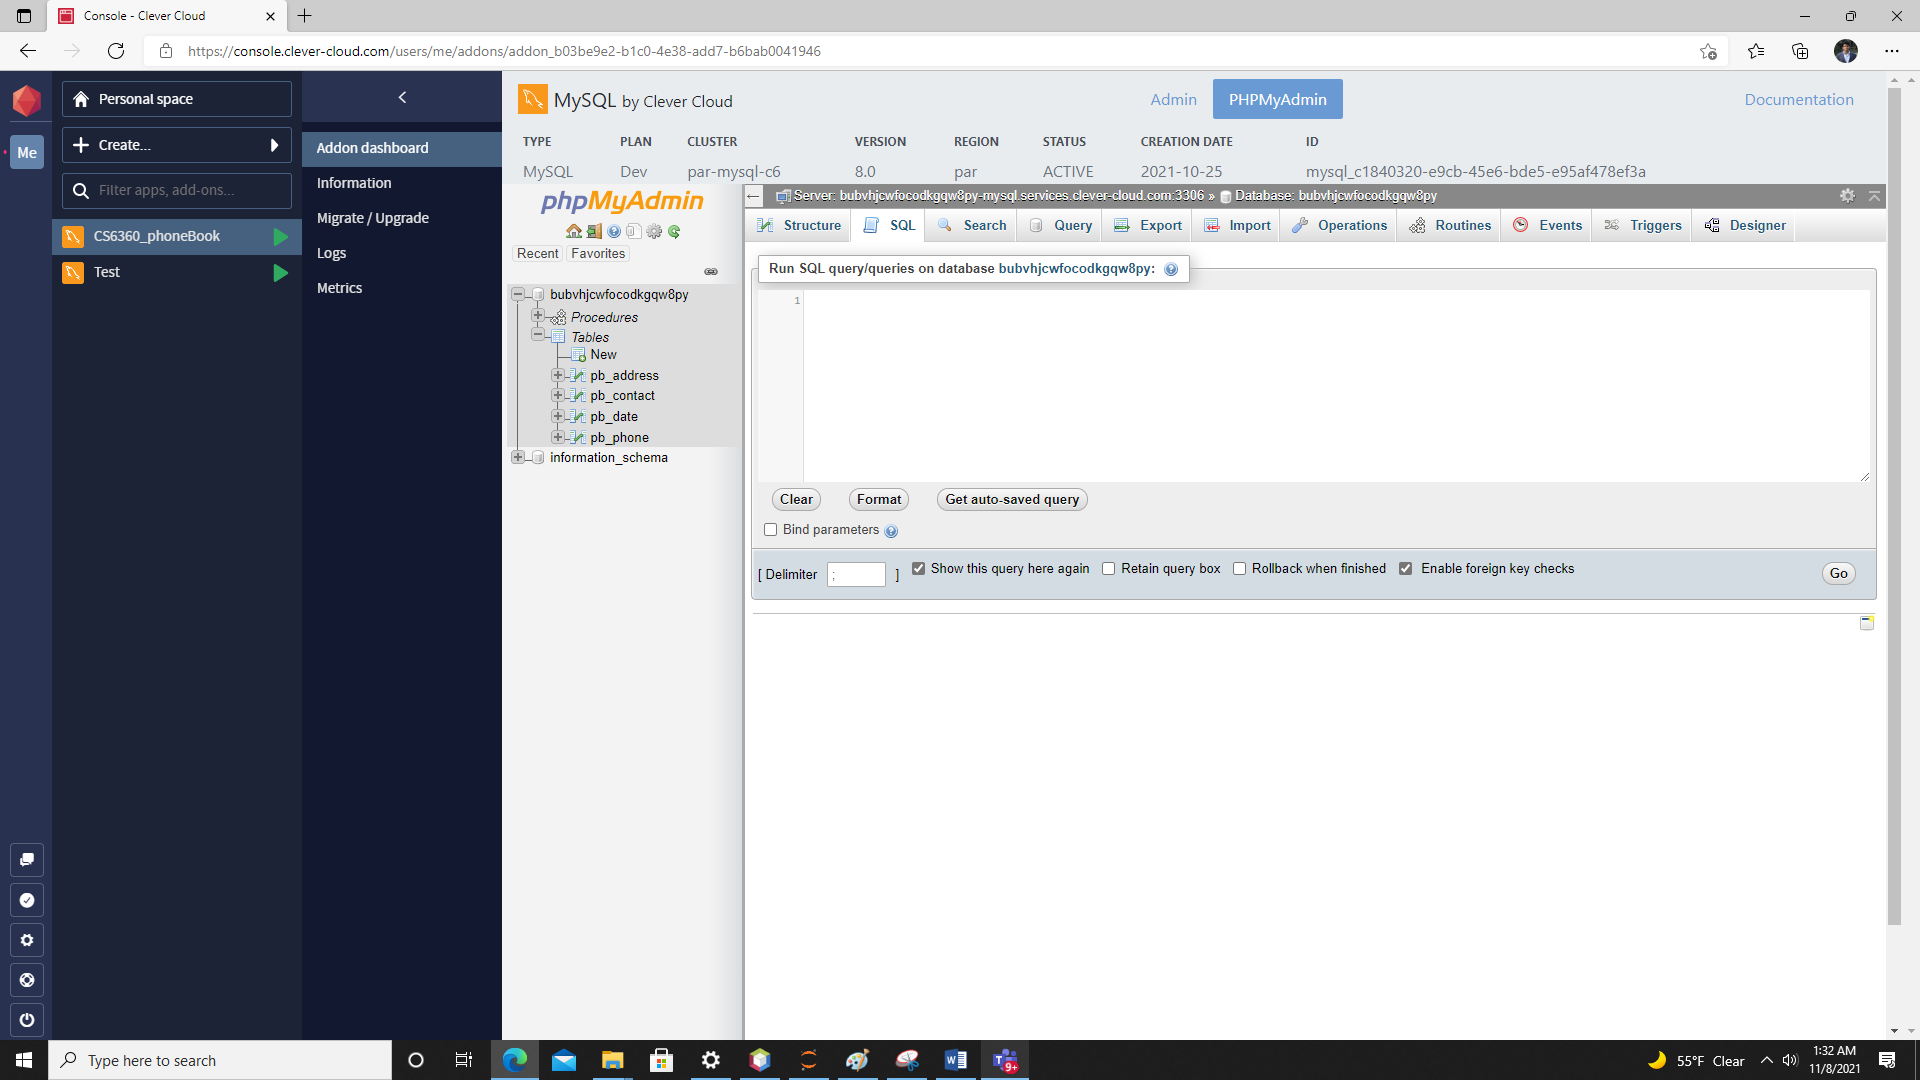 Console - Clever Cloud
https://console.clever-cloud.com/users/me/addons/addon_b03be9e2-b1c0-4e38-add7-b6bab0041946
Me
Personal space
Create...
Filter apps, add-ons...
CS6360_phoneBook
Test
Addon dashboard
Information
Migrate / Upgrade
Logs
Metrics
MySQL by Clever Cloud
Admin PHPMyAdmin Documentation
TYPE PLAN CLUSTER VERSION REGION STATUS CREATION DATE ID
MySQL Dev par-mysql-c6 8.0 par ACTIVE 2021-10-25 mysql_c1840320-e9cb-45e6-bde5-e95af478ef3a
phpMyAdmin
Recent Favorites
bubvhjcwfocodkgqw8py
Procedures
Tables
New
pb_address
pb_contact
pb_date
pb_phone
information_schema
Server: bubvhjcwfocodkgqw8py-mysql.services.clever-cloud.com:3306 » Database: bubvhjcwfocodkgqw8py
Structure SQL Search Query Export Import Operations Routines Events Triggers Designer
Run SQL query/queries on database bubvhjcwfocodkgqw8py:
1
Clear Format Get auto-saved query
Bind parameters
[ Delimiter ; ] Show this query here again Retain query box Rollback when finished Enable foreign key checks Go
Type here to search
9+
55°F Clear
1:32 AM
11/8/2021